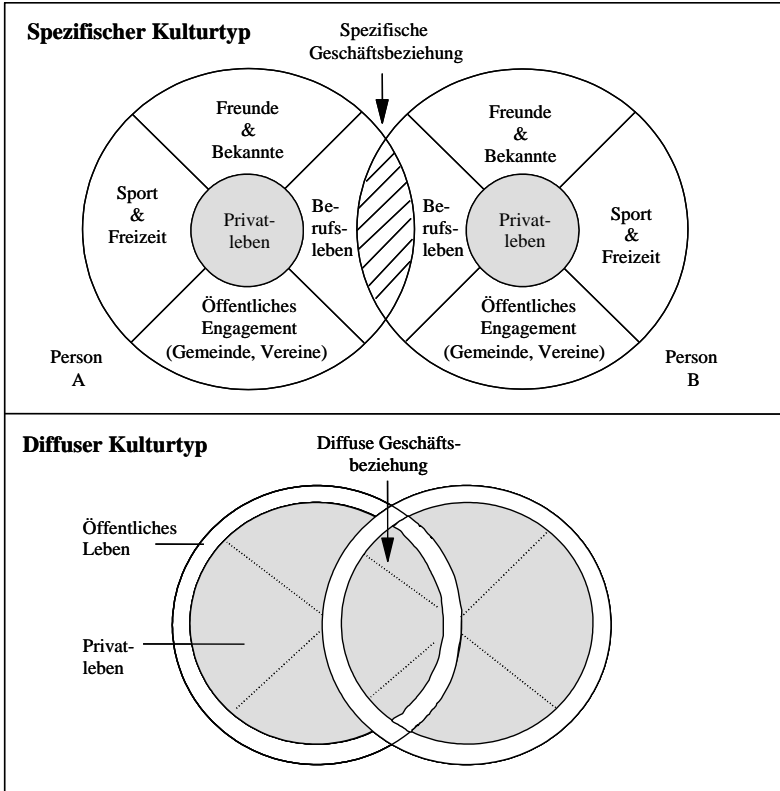 Spezifischer Kulturtyp
Spezifische
Geschäftsbeziehung
Freunde
&
Bekannte
Sport
&
Freizeit
Privat-
leben
Be-
rufs-
leben
Öffentliches
Engagement
(Gemeinde, Vereine)
Person
A
Freunde
&
Bekannte
Be-
rufs-
leben
Privat-
leben
Sport
&
Freizeit
Öffentliches
Engagement
(Gemeinde, Vereine)
Person
B
Diffuser Kulturtyp
Diffuse Geschäfts-
beziehung
Öffentliches
Leben
Privat-
leben